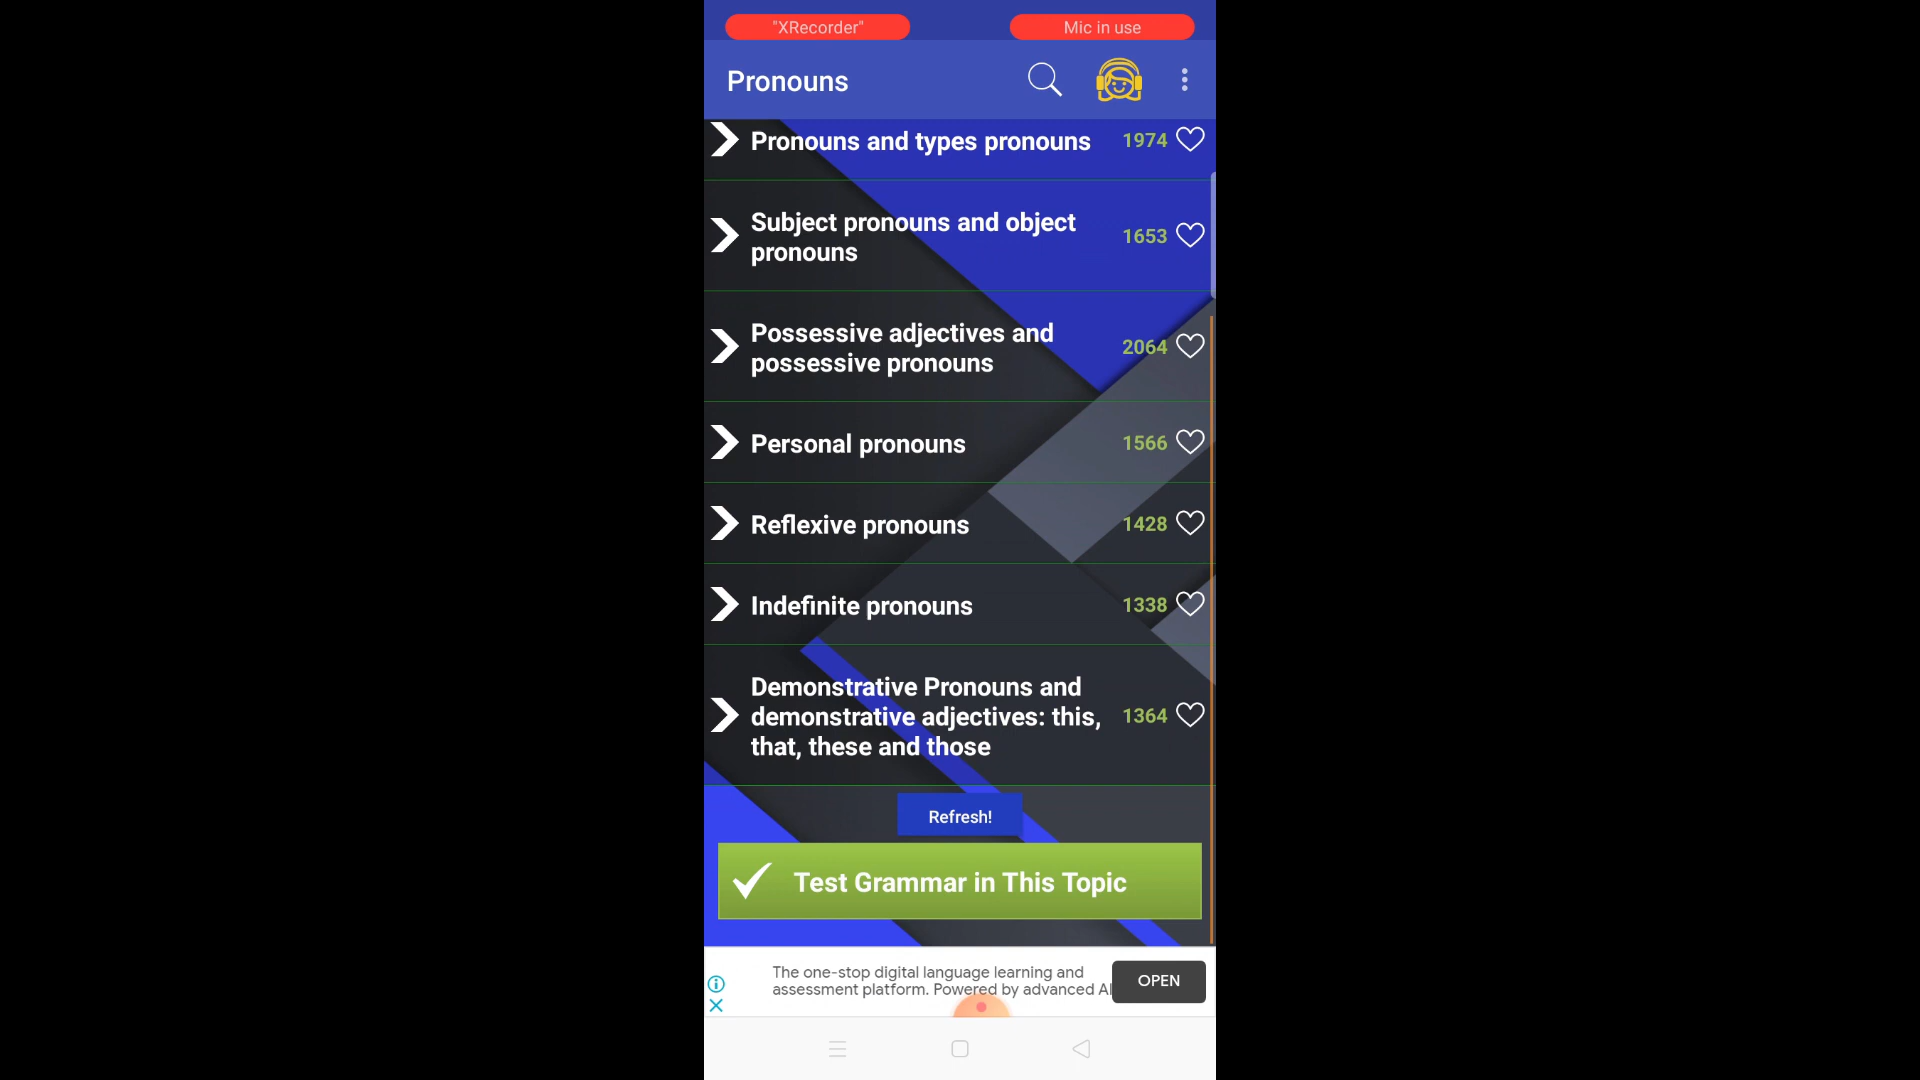 "XRecorder" Mic in use
Pronouns
Pronouns and types pronouns 1974
Subject pronouns and object
pronouns
1653
Possessive adjectives and
possessive pronouns
2064
Personal pronouns 1566
Reflexive pronouns 1428
Indefinite pronouns 1338
Demonstrative Pronouns and
demonstrative adjectives: this,
that, these and those
1364
Refresh!
Test Grammar in This Topic
The one-stop digital language learning and
assessment platform. Powered by advanced AI
OPEN